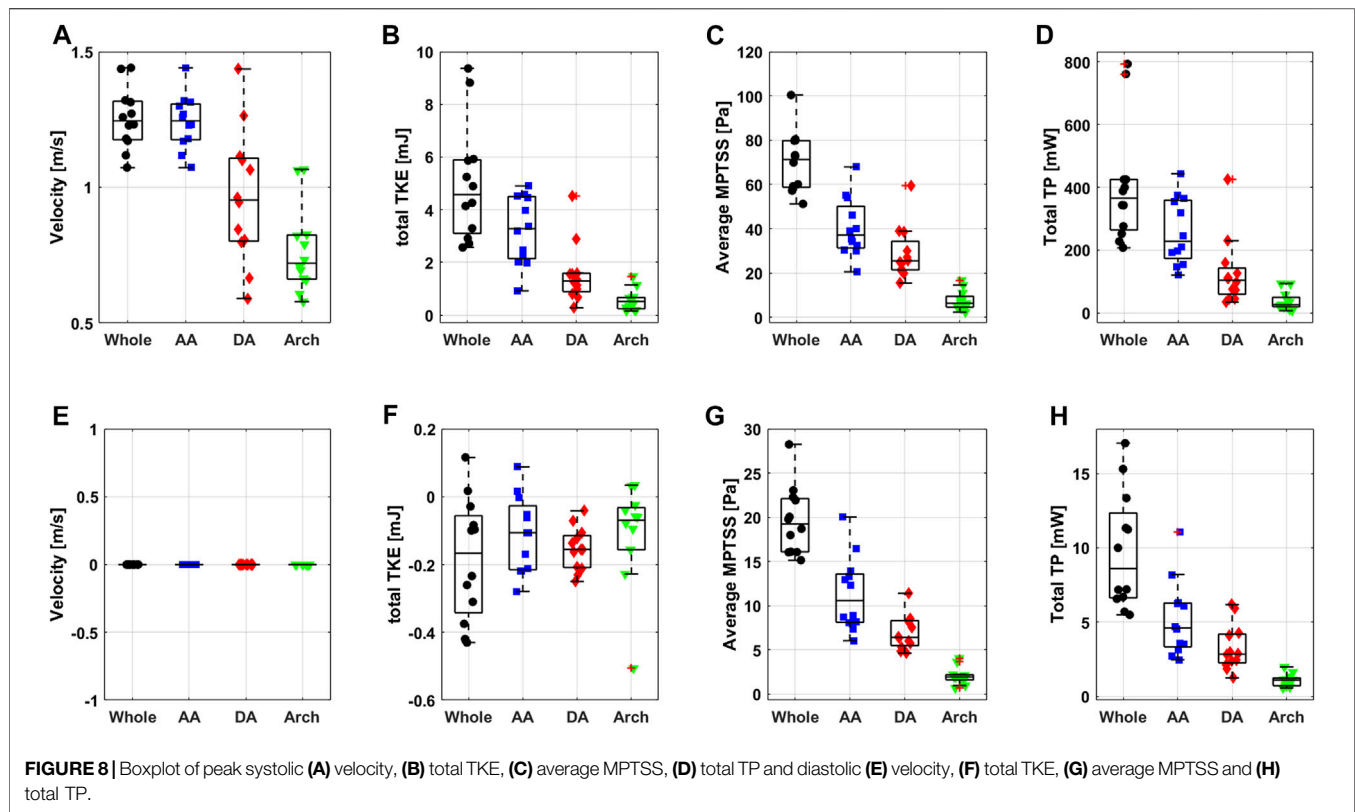 A
Velocity [m/s]
1.5
1
0.5
Whole AA DA Arch
B
total TKE [mJ]
10
8
6
4
2
0
Whole AA DA Arch
C
Average MPTSS [Pa]
120
100
80
60
40
20
0
Whole AA DA Arch
D
Total TP [mW]
800
600
400
200
0
Whole AA DA Arch
E
Velocity [m/s]
1
0.5
0
-0.5
-1
Whole AA DA Arch
F
total TKE [mJ]
0.2
0
-0.2
-0.4
-0.6
Whole AA DA Arch
G
Average MPTSS [Pa]
30
25
20
15
10
5
0
Whole AA DA Arch
H
Total TP [mW]
15
10
5
0
Whole AA DA Arch
FIGURE 8 | Boxplot of peak systolic (A) velocity, (B) total TKE, (C) average MPTSS, (D) total TP and diastolic (E) velocity, (F) total TKE, (G) average MPTSS and (H)
total TP.